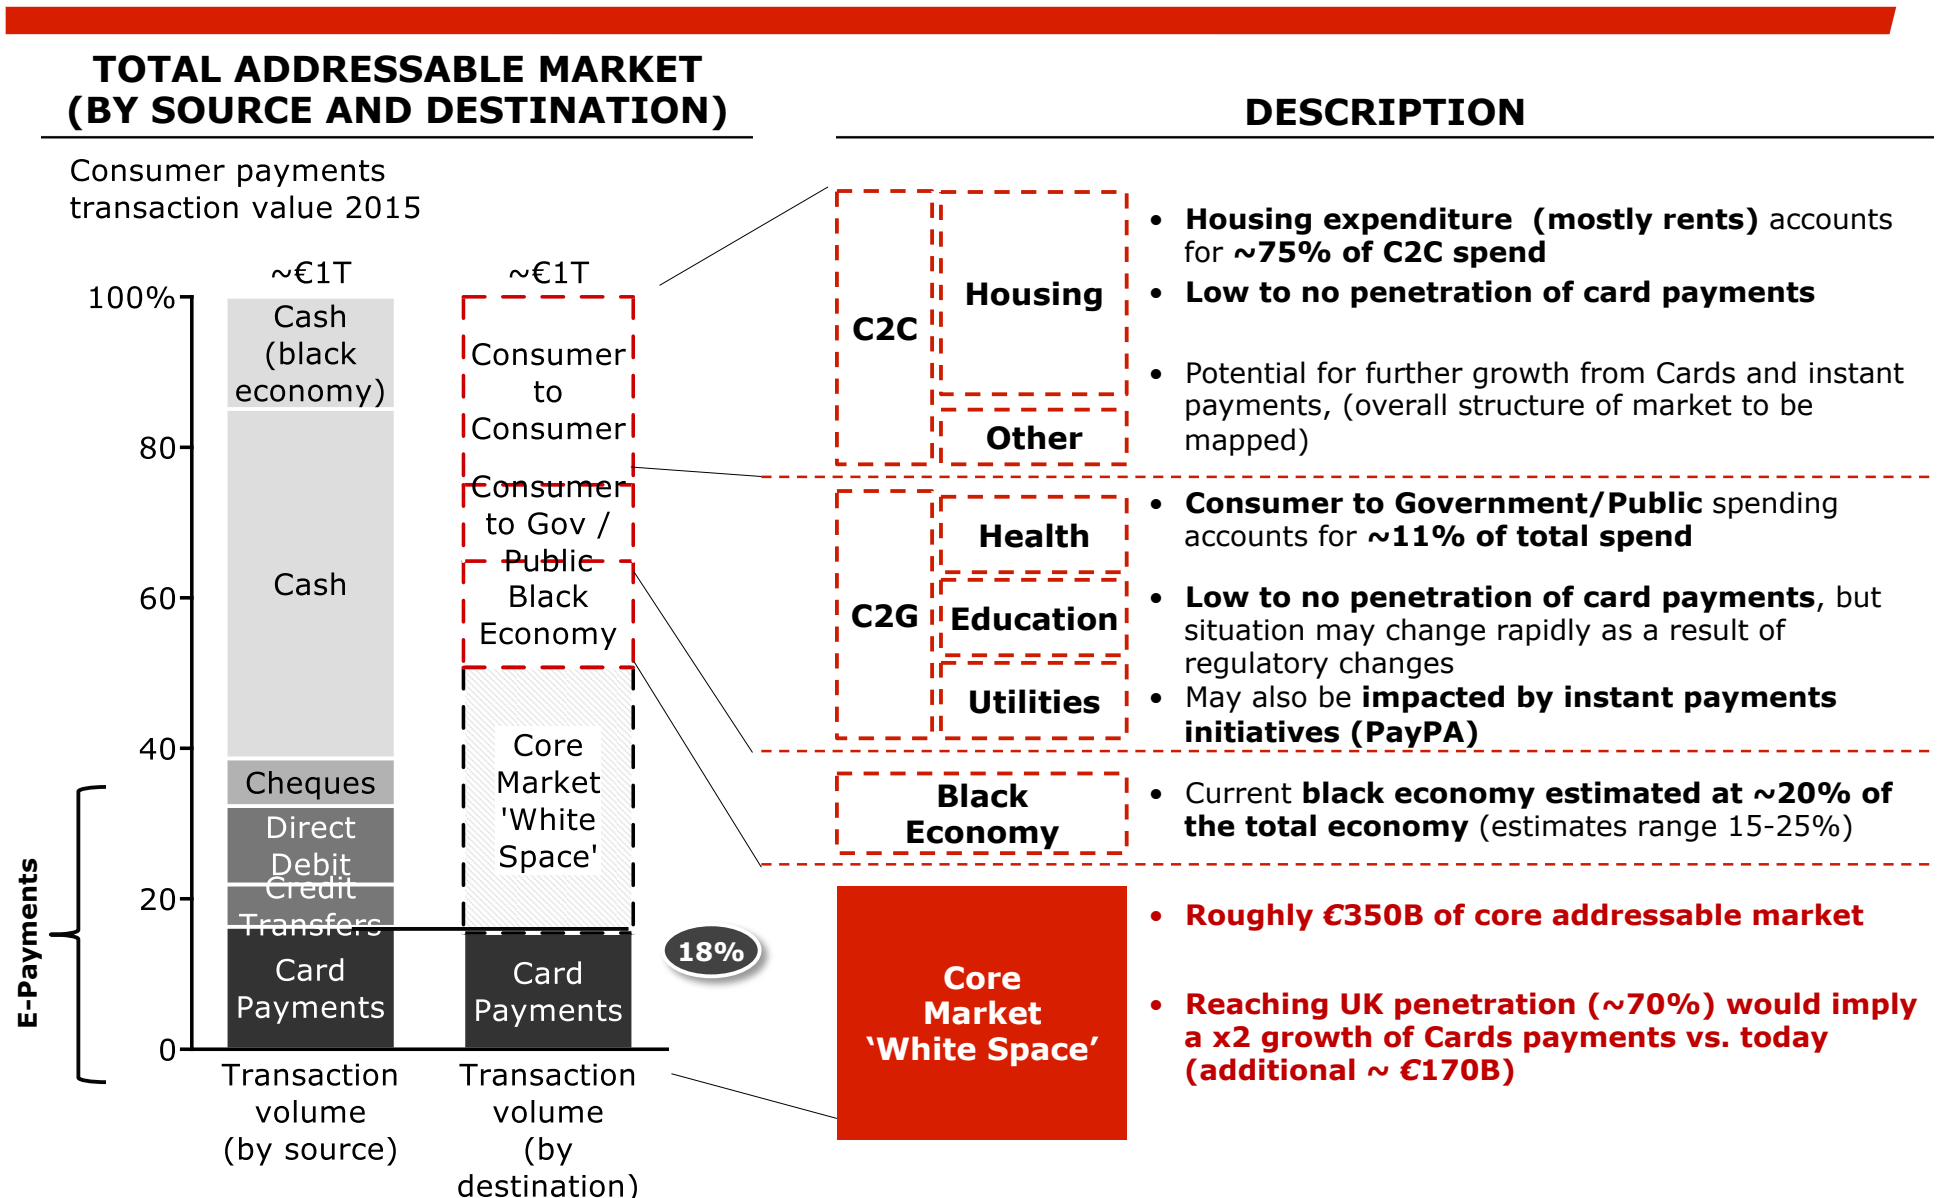 TOTAL ADDRESSABLE MARKET
(BY SOURCE AND DESTINATION)
Consumer payments
transaction value 2015
~€1T
~€1T
100%
80
60
40
20
0
E-Payments
Cash
(black
economy)
Cash
Cheques
Direct
Debit
Credit
Transfers
Card
Payments
Transaction
volume
(by source)
Consumer
to
Consumer
Consumer
to Gov /
Public
Black
Economy
Core
Market
'White
Space'
Card
Payments
Transaction
volume
(by
destination)
18%
DESCRIPTION
C2C
Housing
Other
• Housing expenditure (mostly rents) accounts
for ~75% of C2C spend
• Low to no penetration of card payments
• Potential for further growth from Cards and instant
payments, (overall structure of market to be
mapped)
C2G
Health
Education
Utilities
• Consumer to Government/Public spending
accounts for ~11% of total spend
• Low to no penetration of card payments, but
situation may change rapidly as a result of
regulatory changes
• May also be impacted by instant payments
initiatives (PayPA)
Black
Economy
• Current black economy estimated at ~20% of
the total economy (estimates range 15-25%)
Core
Market
‘White Space’
• Roughly €350B of core addressable market
• Reaching UK penetration (~70%) would imply
a x2 growth of Cards payments vs. today
(additional ~ €170B)